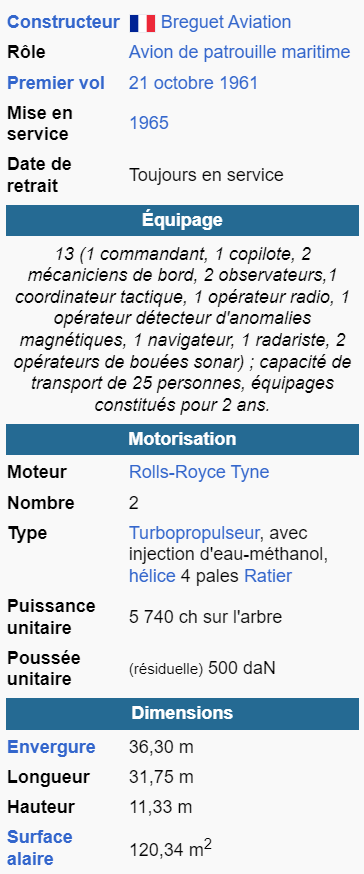 Constructeur Breguet Aviation
Rôle Avion de patrouille maritime
Premier vol 21 octobre 1961
Mise en
service 1965
Date de
retrait Toujours en service
Équipage
13 (1 commandant, 1 copilote, 2
mécaniciens de bord, 2 observateurs,1
coordinateur tactique, 1 opérateur radio, 1
opérateur détecteur d'anomalies
magnétiques, 1 navigateur, 1 radariste, 2
opérateurs de bouées sonar) ; capacité de
transport de 25 personnes, équipages
constitués pour 2 ans.
Motorisation
Moteur Rolls-Royce Tyne
Nombre 2
Type Turbopropulseur, avec
injection d'eau-méthanol,
hélice 4 pales Ratier
Puissance
unitaire 5 740 ch sur l'arbre
Poussée
unitaire (résiduelle) 500 daN
Dimensions
Envergure 36,30 m
Longueur 31,75 m
Hauteur 11,33 m
Surface
alaire 120,34 m²